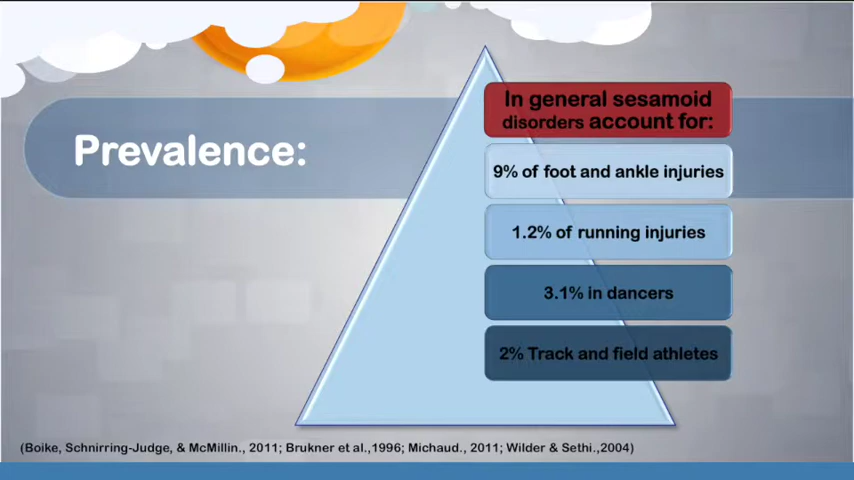 Prevalence:
In general sesamoid
disorders account for:
9% of foot and ankle injuries
1.2% of running injuries
3.1% in dancers
2% Track and field athletes
(Boike, Schnirring-Judge, & McMillin., 2011; Brukner et al.,1996; Michaud., 2011; Wilder & Sethi.,2004)